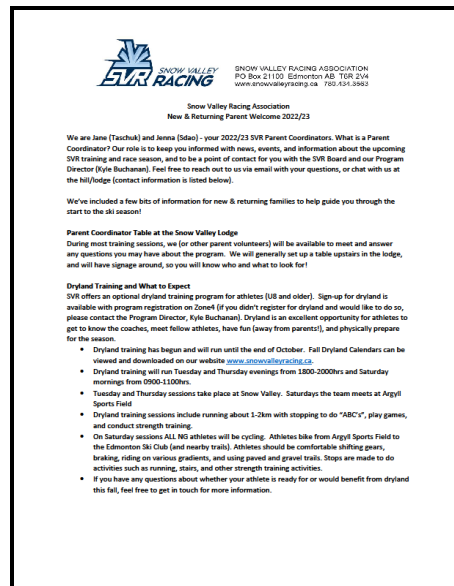 SVR SNOW VALLEY
RACING
SNOW VALLEY RACING ASSOCIATION
PO Box 21100 Edmonton AB T6R 2V4
www.snowvalleyracing.ca 780.434.3563
Snow Valley Racing Association
New & Returning Parent Welcome 2022/23
We are Jane (Taschuk) and Jenna (Sdao) - your 2022/23 SVR Parent Coordinators. What is a Parent
Coordinator? Our role is to keep you informed with news, events, and information about the upcoming
SVR training and race season, and to be a point of contact for you with the SVR Board and our Program
Director (Kyle Buchanan). Feel free to reach out to us via email with your questions, or chat with us at
the hill/lodge (contact information is listed below).
We've included a few bits of information for new & returning families to help guide you through the
start to the ski season!
Parent Coordinator Table at the Snow Valley Lodge
During most training sessions, we (or other parent volunteers) will be available to meet and answer
any questions you may have about the program. We will generally set up a table upstairs in the lodge,
and will have signage around, so you will know who and what to look for!
Dryland Training and What to Expect
SVR offers an optional dryland training program for athletes (U8 and older). Sign-up for dryland is
available with program registration on Zone4 (if you didn't register for dryland and would like to do so,
please contact the Program Director, Kyle Buchanan). Dryland is an excellent opportunity for athletes to
get to know the coaches, meet fellow athletes, have fun (away from parents!), and physically prepare
for the season.
• Dryland training has begun and will run until the end of October. Fall Dryland Calendars can be
viewed and downloaded on our website www.snowvalleyracing.ca.
• Dryland training will run Tuesday and Thursday evenings from 1800-2000hrs and Saturday
mornings from 0900-1100hrs.
• Tuesday and Thursday sessions take place at Snow Valley. Saturdays the team meets at Argyll
Sports Field
• Dryland training sessions include running about 1-2km with stopping to do "ABC's", play games,
and conduct strength training.
• On Saturday sessions ALL NG athletes will be cycling. Athletes bike from Argyll Sports Field to
the Edmonton Ski Club (and nearby trails). Athletes should be comfortable shifting gears,
braking, riding on various gradients, and using paved and gravel trails. Stops are made to do
activities such as running, stairs, and other strength training activities.
• If you have any questions about whether your athlete is ready for or would benefit from dryland
this fall, feel free to get in touch for more information.